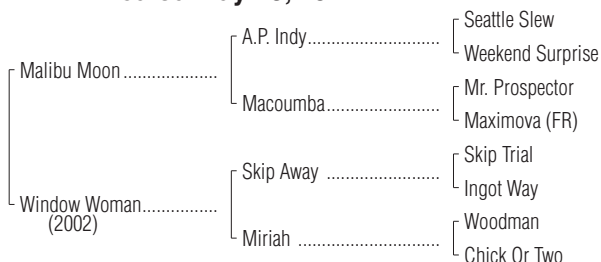 Seattle Slew
A.P. Indy
Weekend Surprise
Malibu Moon
Mr. Prospector
Macoumba
Maximova (FR)
Skip Trial
Skip Away
Ingot Way
Window Woman
(2002)
Woodman
Miriah
Chick Or Two